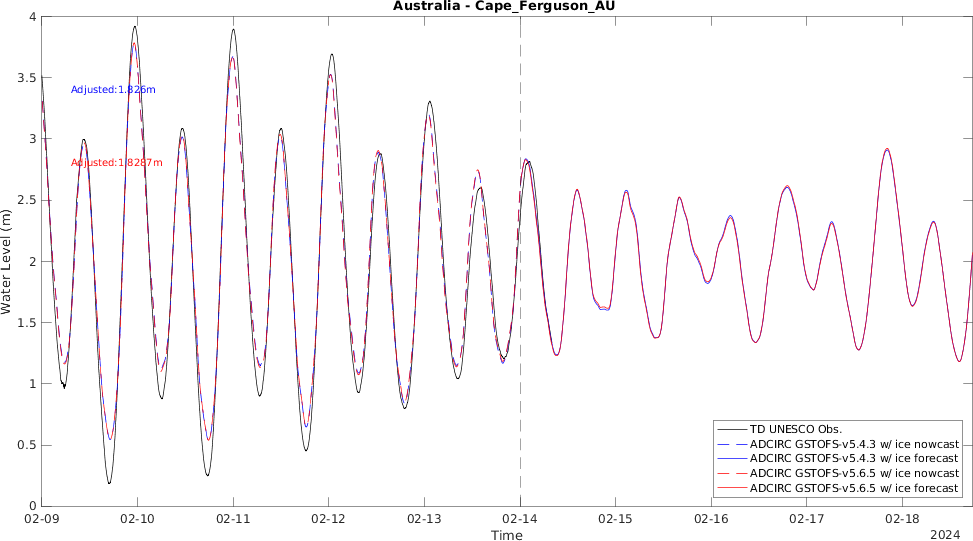 Australia - Cape_Ferguson_AU
Water Level (m)
4
3.5
3
2.5
2
1.5
1
0.5
0
Adjusted:1.826m
Adjusted:1.8287m
TD UNESCO Obs.
ADCIRC GSTOFS-v5.4.3 w/ ice nowcast
ADCIRC GSTOFS-v5.4.3 w/ ice forecast
ADCIRC GSTOFS-v5.6.5 w/ ice nowcast
ADCIRC GSTOFS-v5.6.5 w/ ice forecast
02-09 02-10 02-11 02-12 02-13 02-14 02-15 02-16 02-17 02-18
Time
2024